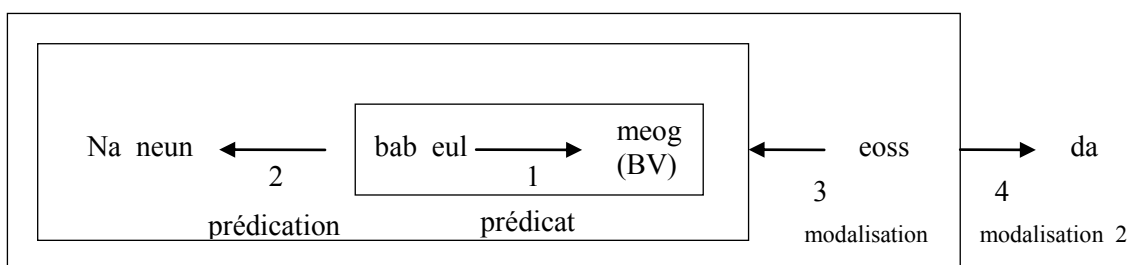 Na neun bab eul meog eoss da
(BV)
2 1 3 4
prédication prédicat modalisation modalisation 2